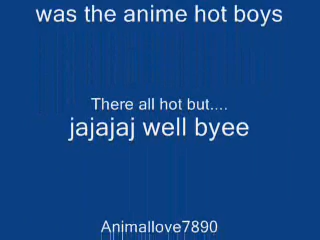 was the anime hot boys
There all hot but....
jajajaj well byee
Animallove7890